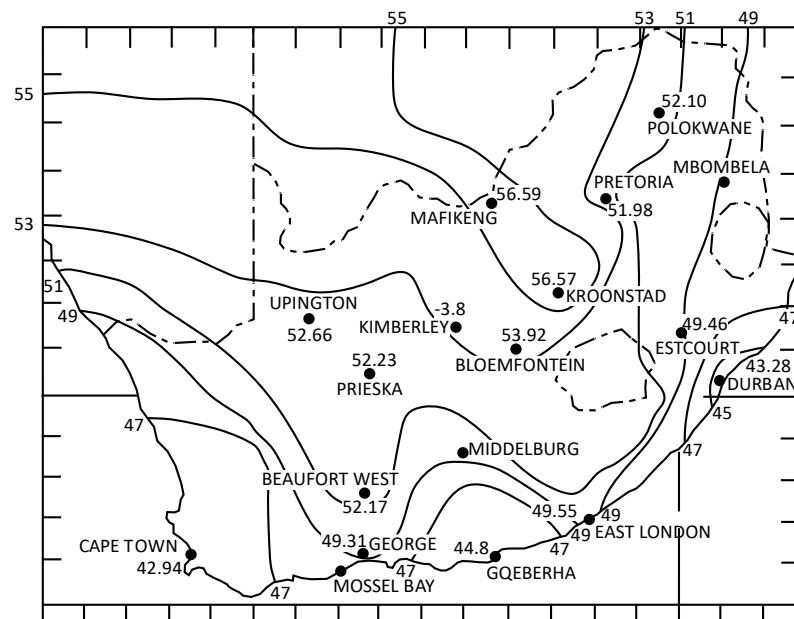 55
53
51
49
55
52.10
POLOKWANE
MBOMBELA
PRETORIA
51.98
56.59
MAFIKENG
53
56.57
KROONSTAD
51
49
UPINGTON
52.66
-3.8
KIMBERLEY
53.92
BLOEMFONTEIN
49.46
ESTCOURT
47
43.28
DURBAN
45
52.23
PRIESKA
47
47
MIDDELBURG
BEAUFORT WEST
52.17
49.55
49
49
EAST LONDON
47
49.31
GEORGE
44.8
GQEBERHA
47
MOSSEL BAY
CAPE TOWN
42.94
47